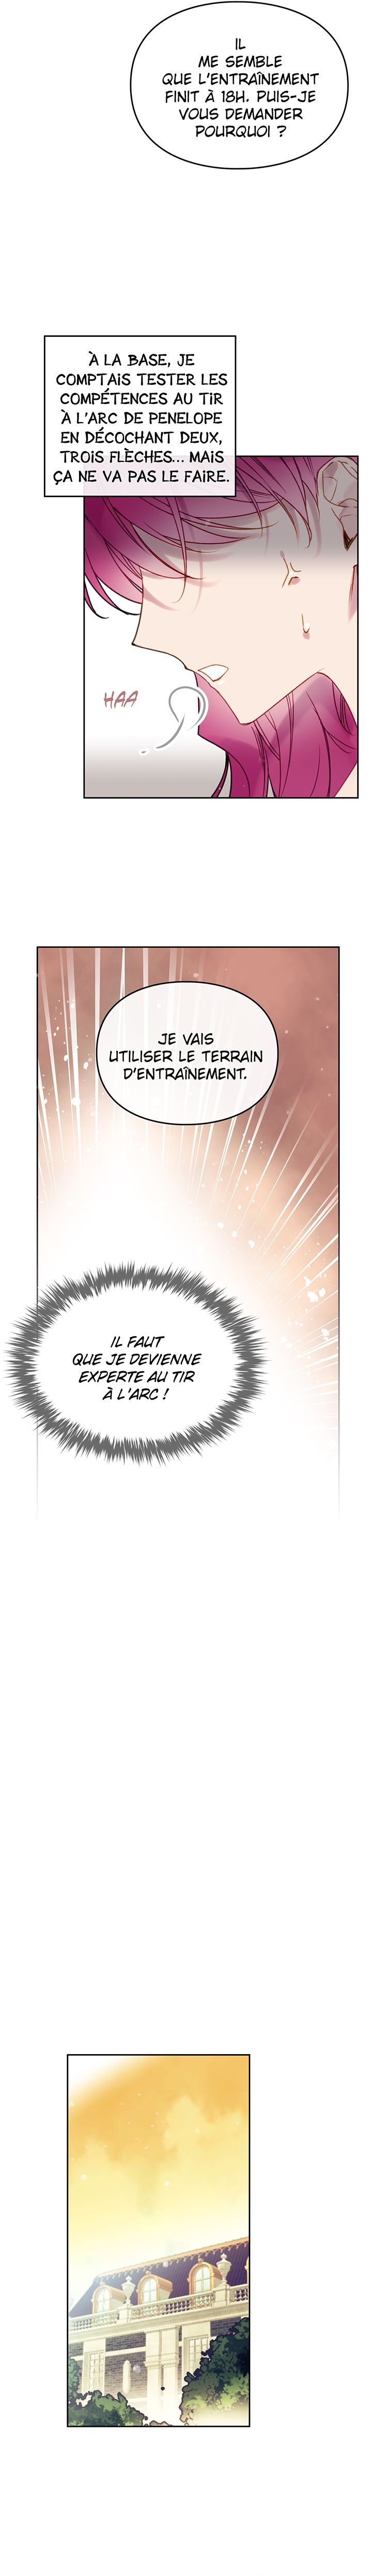 IL
ME SEMBLE
QUE L'ENTRAÎNEMENT
FINIT À 18H. PUIS-JE
VOUS DEMANDER
POURQUOI ?
À LA BASE, JE
COMPTAIS TESTER LES
COMPÉTENCES AU TIR
À L'ARC DE PENELOPE
EN DÉCOCHANT DEUX,
TROIS FLÈCHES... MAIS
ÇA NE VA PAS LE FAIRE.
HAA
JE VAIS
UTILISER LE TERRAIN
D'ENTRAÎNEMENT.
IL FAUT
QUE JE DEVIENNE
EXPERTE AU TIR
À L'ARC !